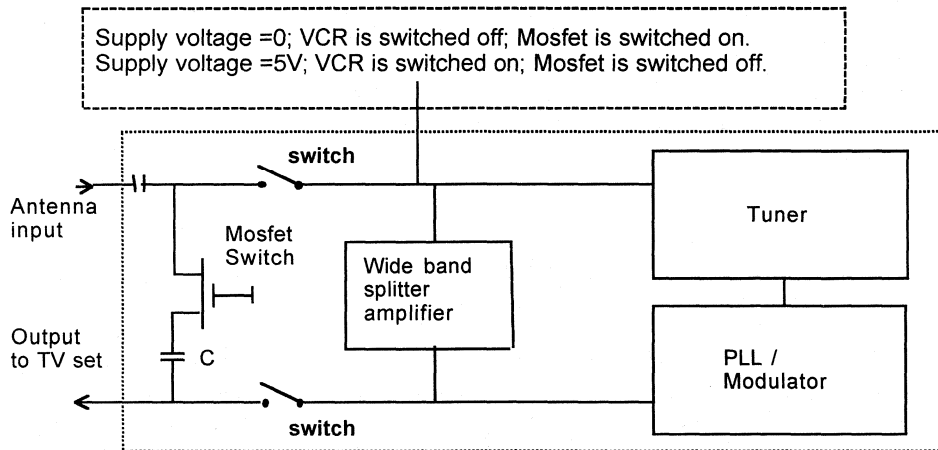 Supply voltage =0; VCR is switched off; Mosfet is switched on.
Supply voltage =5V; VCR is switched on; Mosfet is switched off.
switch
Antenna
input
Mosfet
Switch
Tuner
Wide band
splitter
amplifier
Output
to TV set
C
PLL /
Modulator
switch